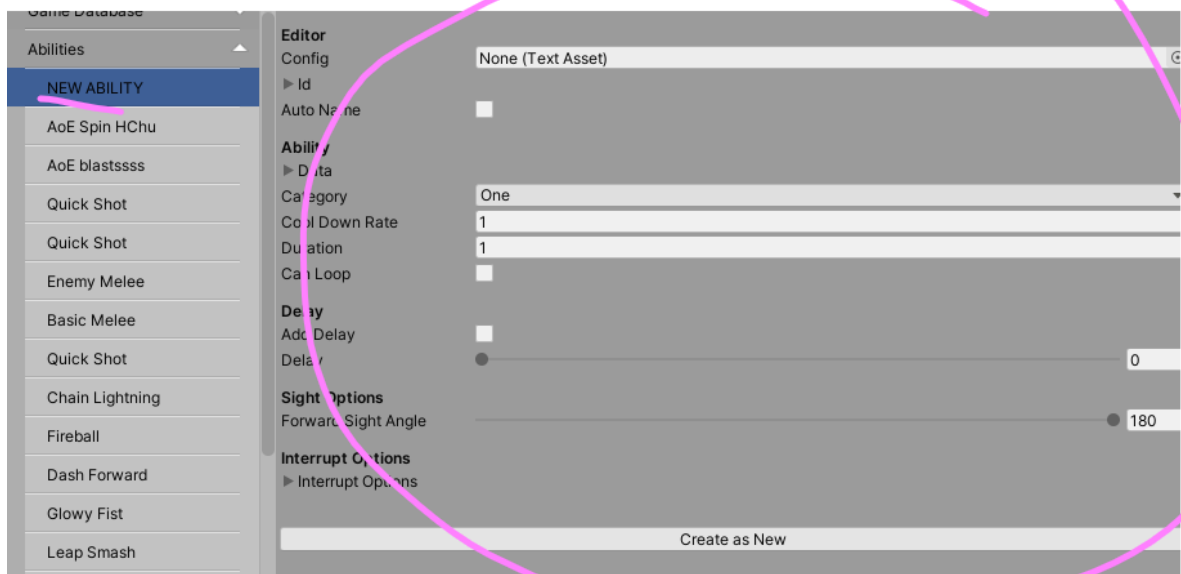 Game Database
Abilities
NEW ABILITY
AoE Spin HChu
AoE blastssss
Quick Shot
Quick Shot
Enemy Melee
Basic Melee
Quick Shot
Chain Lightning
Fireball
Dash Forward
Glowy Fist
Leap Smash
Editor
Config None (Text Asset)
Id
Auto Name
Ability
Data
Category One
Cool Down Rate 1
Duration 1
Can Loop
Delay
Add Delay
Delay 0
Sight Options
Forward Sight Angle 180
Interrupt Options
Interrupt Options
Create as New